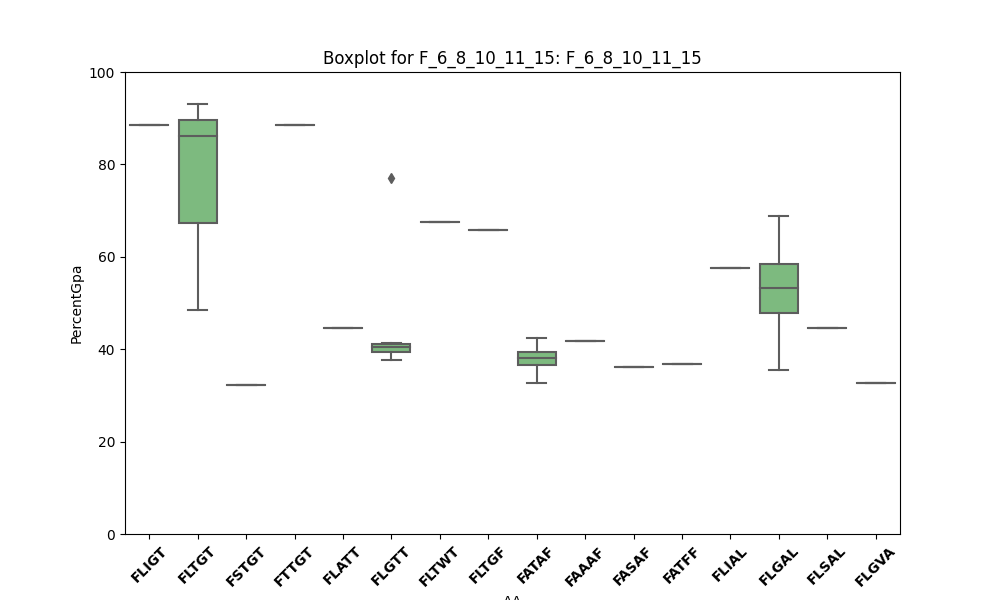 Boxplot for F_6_8_10_11_15: F_6_8_10_11_15
100
80
60
40
20
0
PercentGpa
FLIGT FLTGT FSTGT FTTGT FLATT FLGTT FLTWT FLTGF FATAF FAAAF FASAF FATFF FLIAL FLGAL FLSAL FLGVA
AA